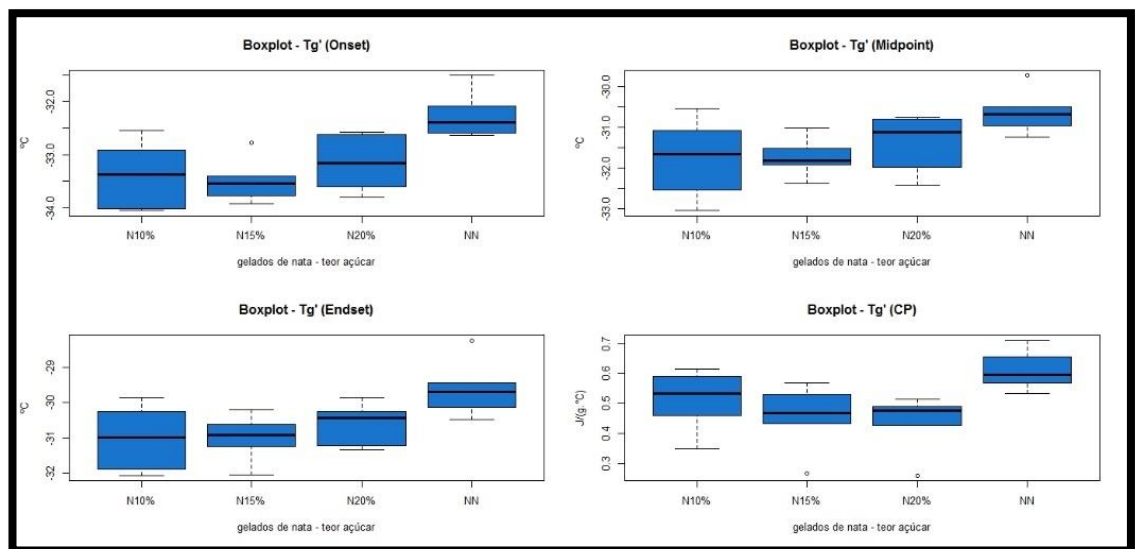 Boxplot - Tg' (Onset)
ºC
-32.0
-33.0
-34.0
N10% N15% N20% NN
gelados de nata - teor açúcar
Boxplot - Tg' (Midpoint)
ºC
-30.0
-31.0
-32.0
-33.0
N10% N15% N20% NN
gelados de nata - teor açúcar
Boxplot - Tg' (Endset)
ºC
-29
-30
-31
-32
N10% N15% N20% NN
gelados de nata - teor açúcar
Boxplot - Tg' (CP)
J/(g.ºC)
0.7
0.6
0.5
0.4
0.3
N10% N15% N20% NN
gelados de nata - teor açúcar